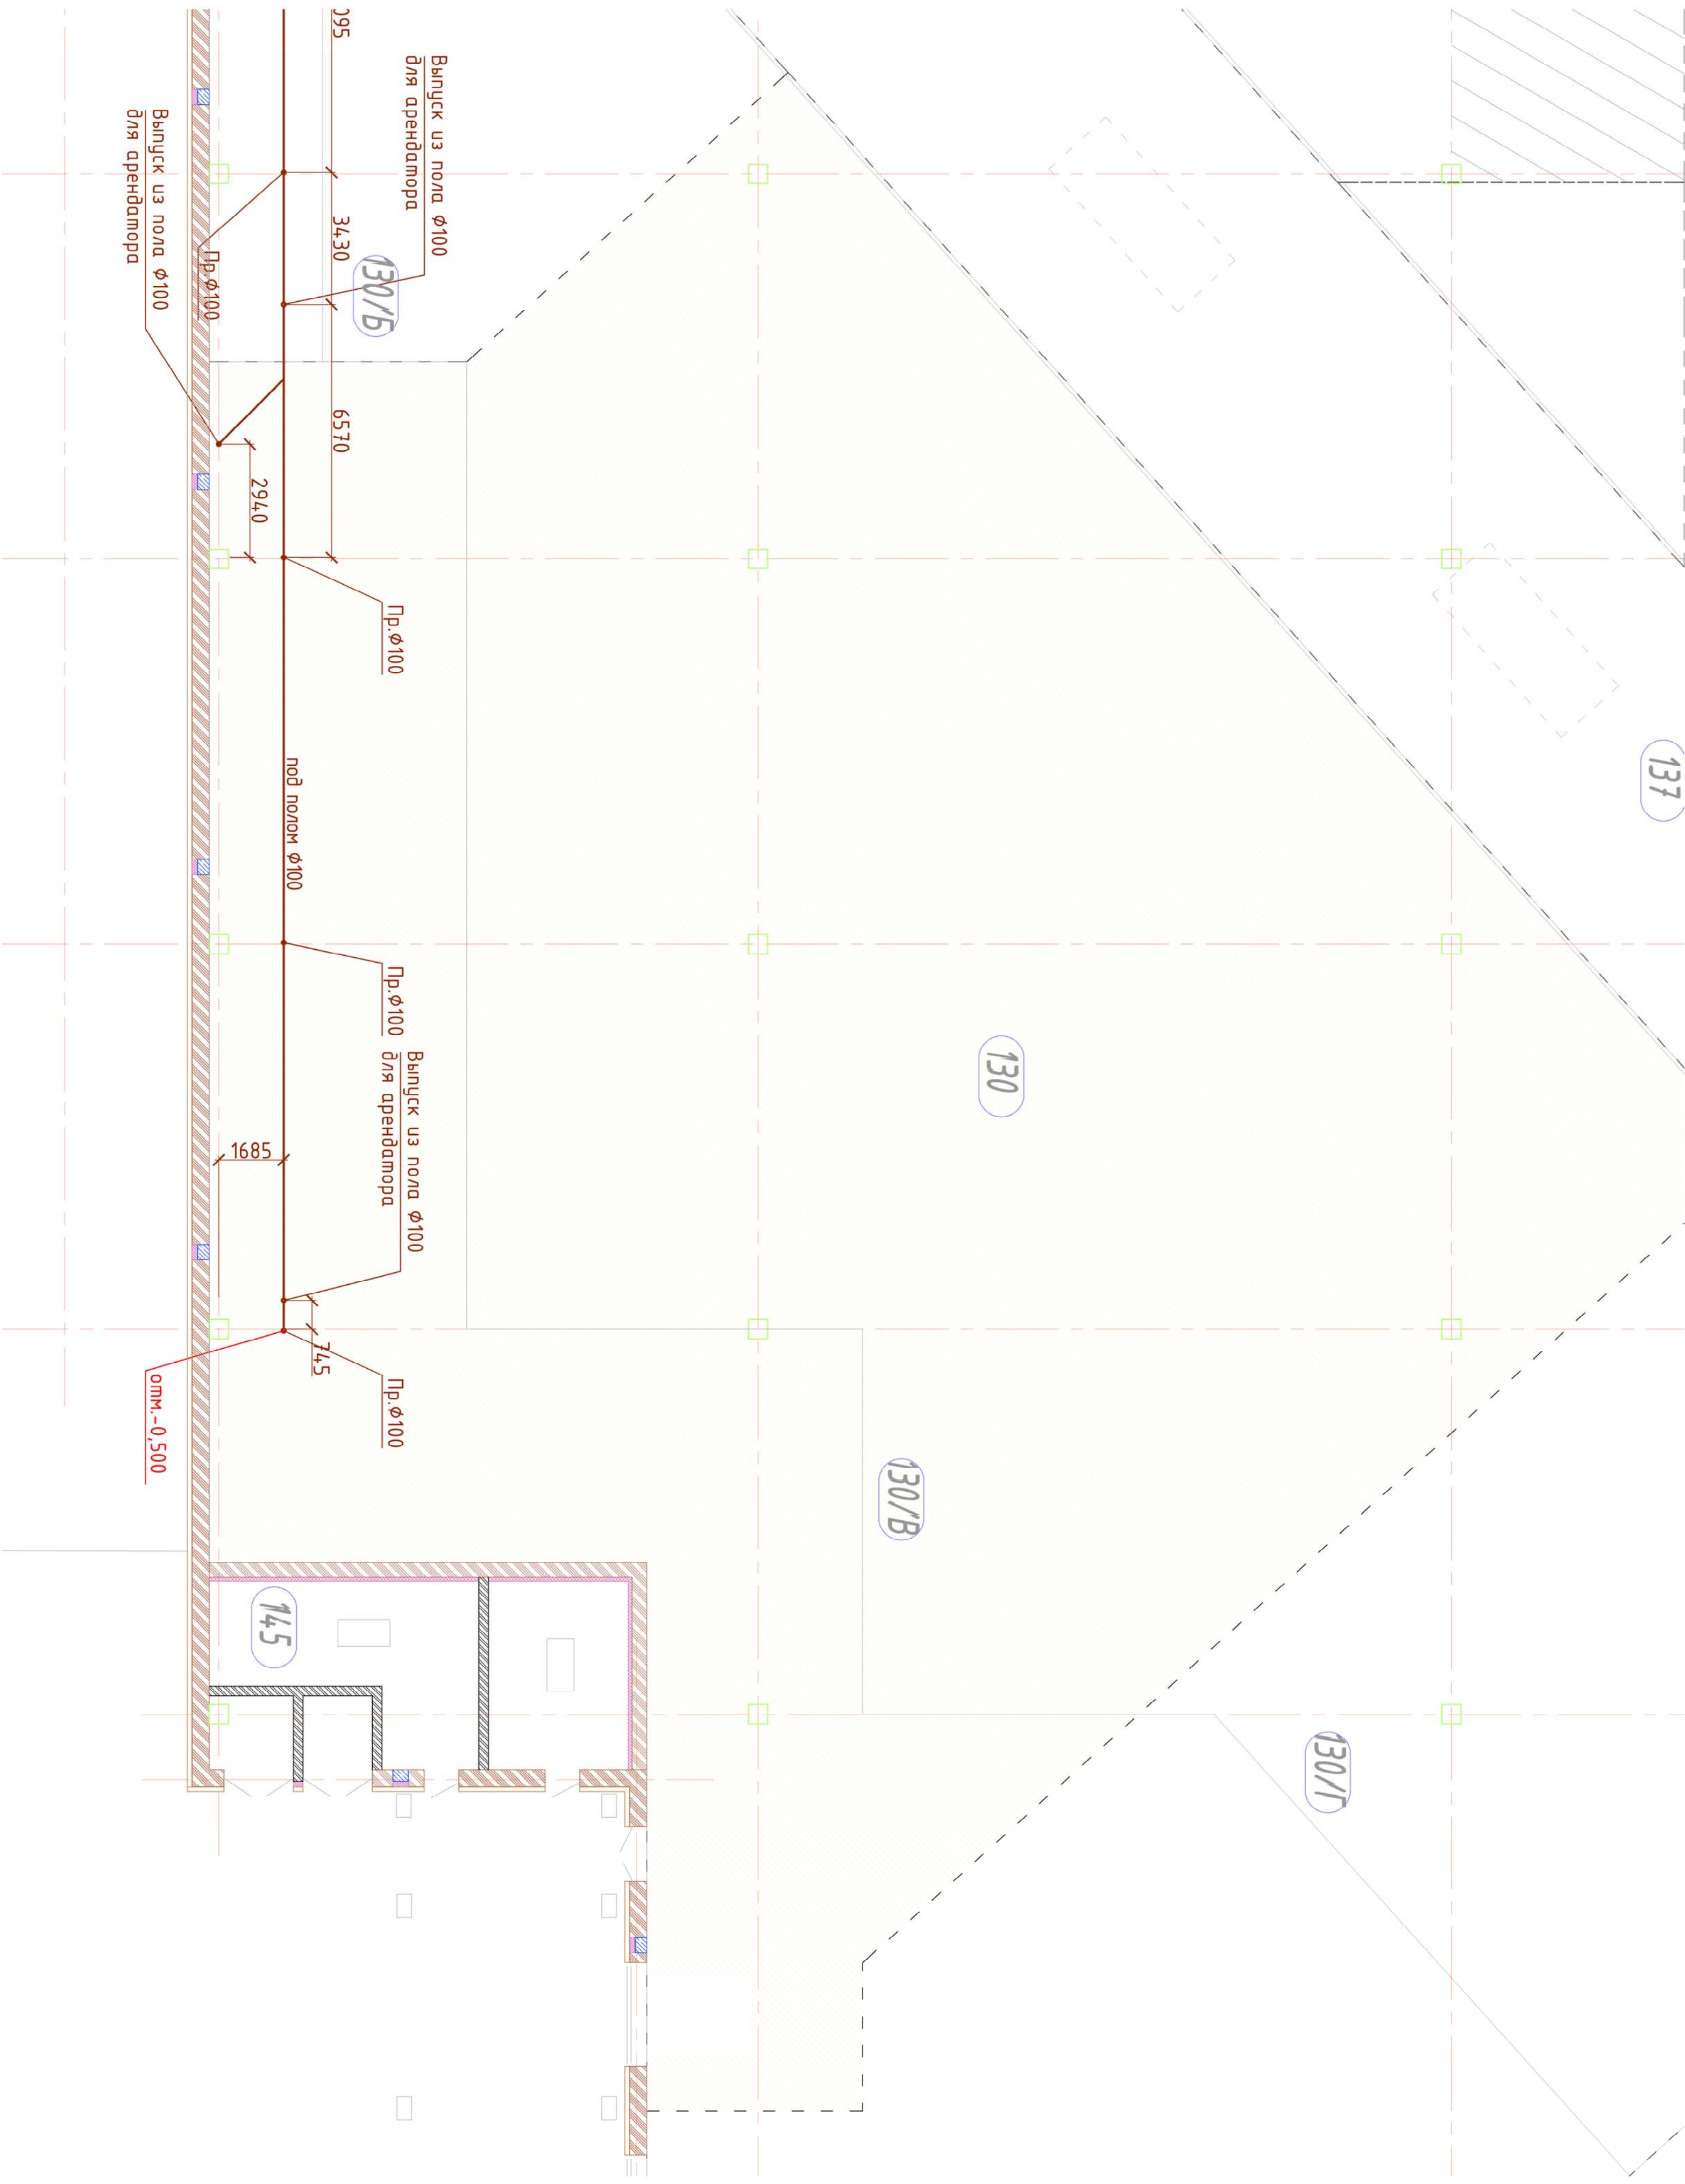 095
Выпуск из пола ф100
для арендатора
3430
130/Б
Пр.ф100
Выпуск из пола ф100
для арендатора
6570
2940
Пр.ф100
137
под полом ф100
Пр.ф100
130
Выпуск из пола ф100
для арендатора
1685
745
Пр.ф100
отм.-0,500
130/В
145
130/Г